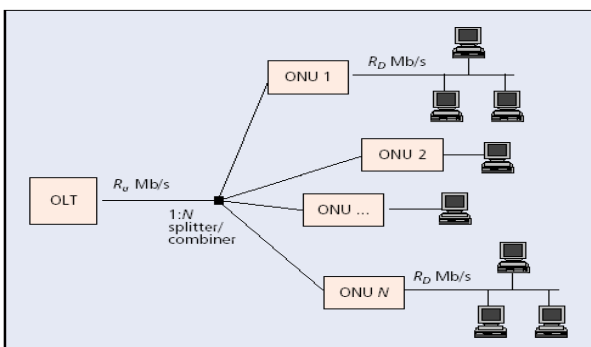 ONU 1
R_D Mb/s
ONU 2
OLT
R_u Mb/s
1:N
splitter/
combiner
ONU ...
ONU N
R_D Mb/s